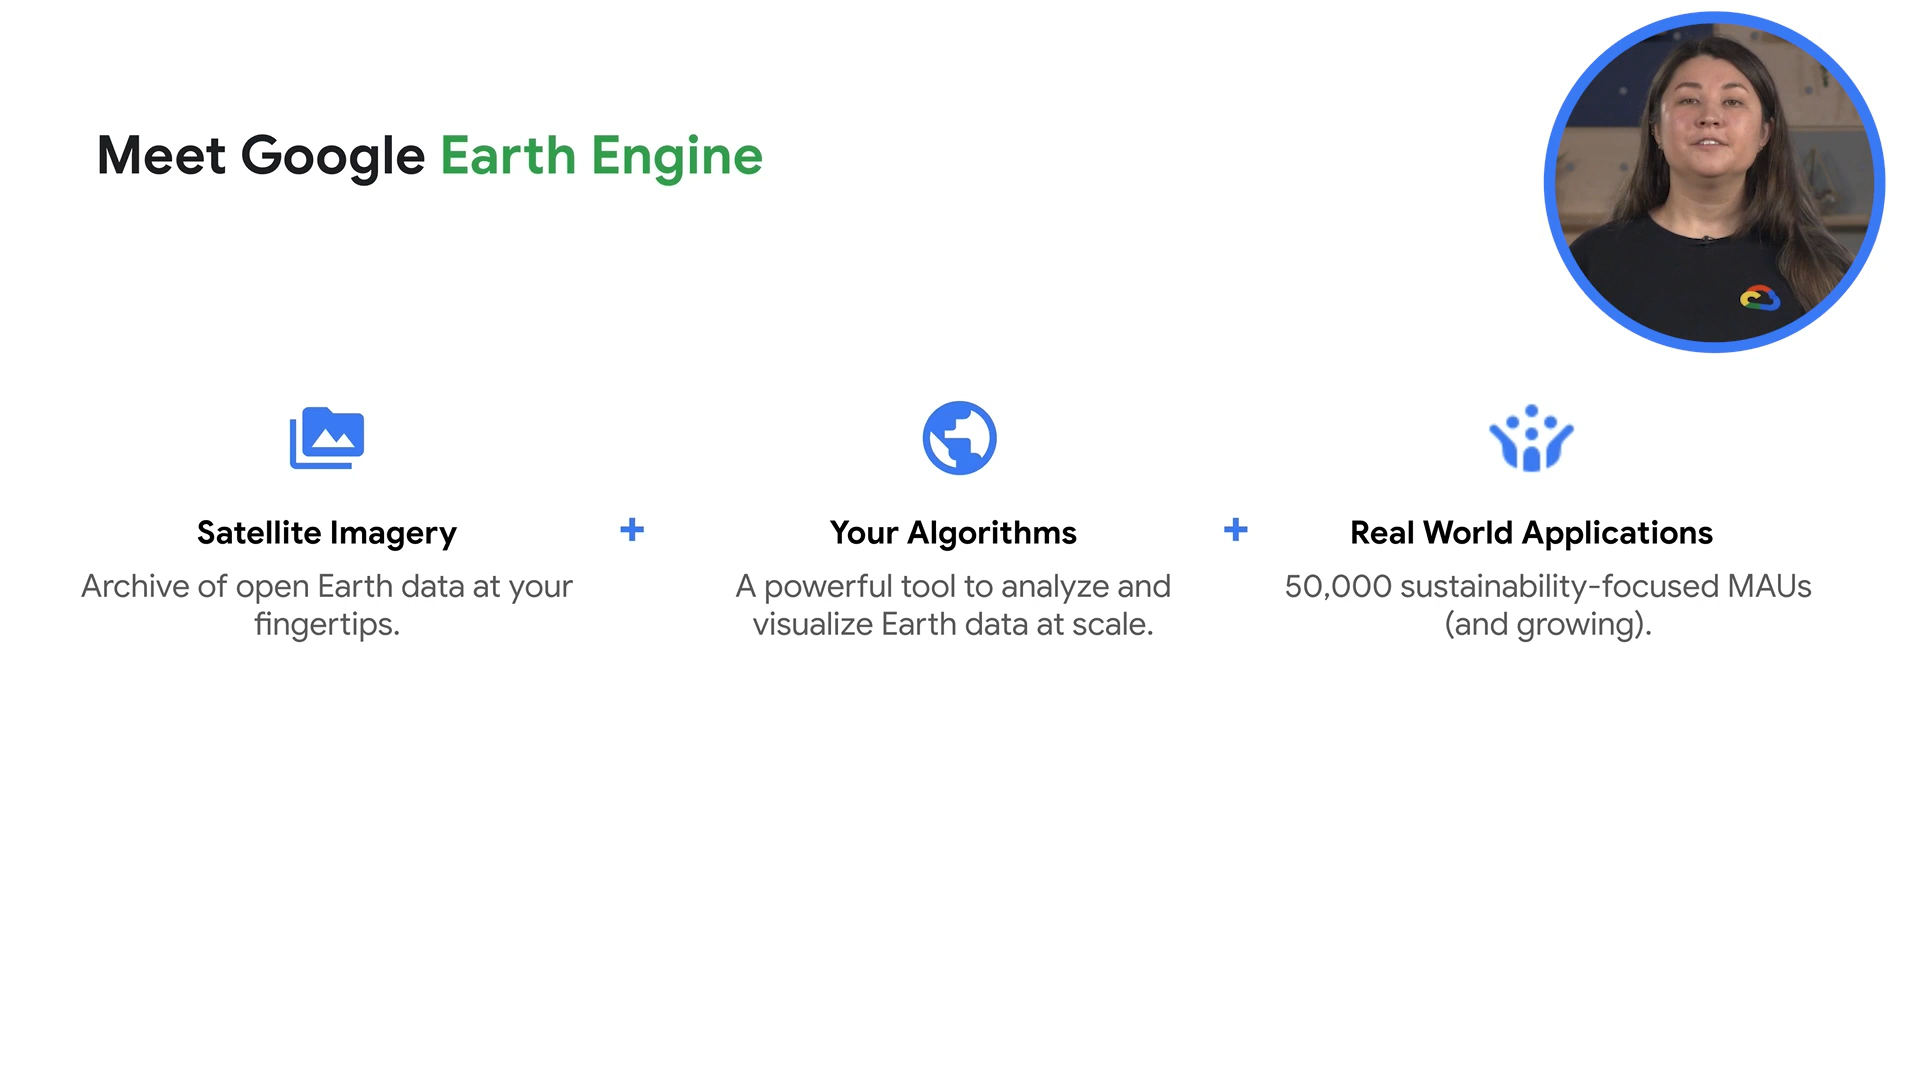 Meet Google Earth Engine
Satellite Imagery
Archive of open Earth data at your
fingertips.
+
Your Algorithms
A powerful tool to analyze and
visualize Earth data at scale.
+
Real World Applications
50,000 sustainability-focused MAUs
(and growing).